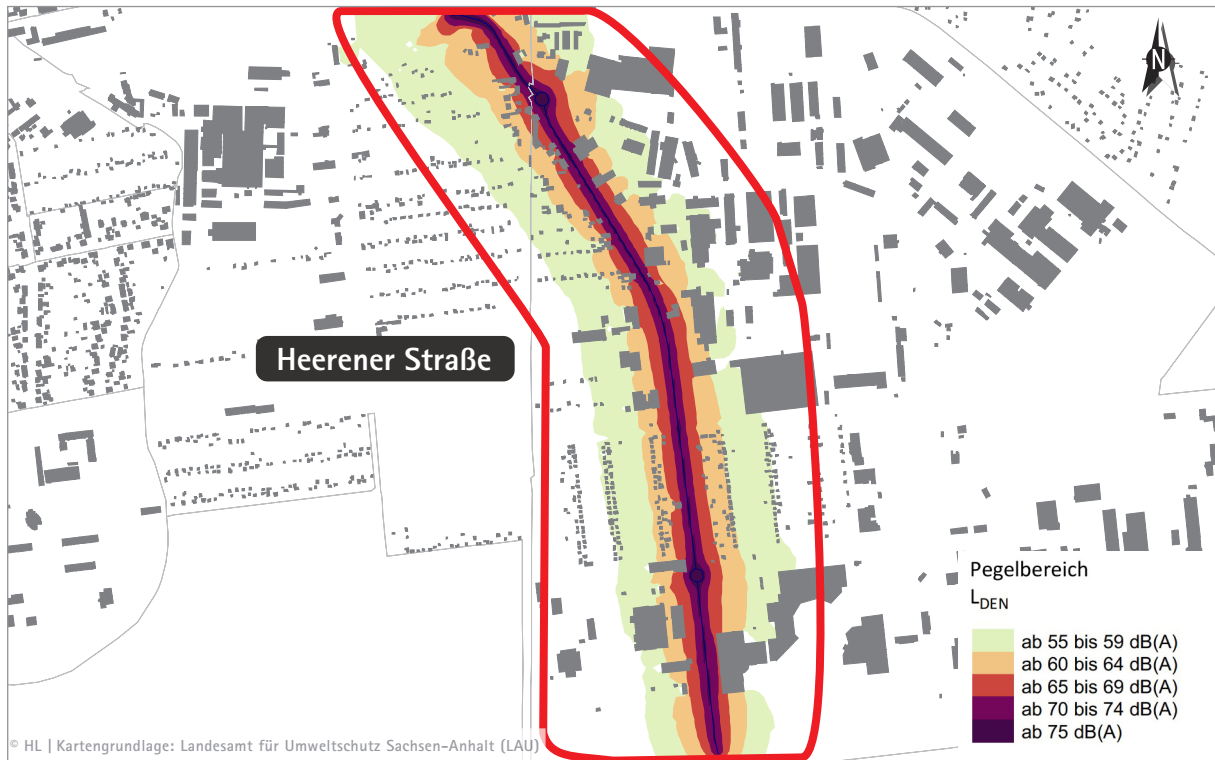 N
Heerener Straße
Pegelbereich
LDEN
ab 55 bis 59 dB(A)
ab 60 bis 64 dB(A)
ab 65 bis 69 dB(A)
ab 70 bis 74 dB(A)
ab 75 dB(A)
© HL | Kartengrundlage: Landesamt für Umweltschutz Sachsen-Anhalt (LAU)